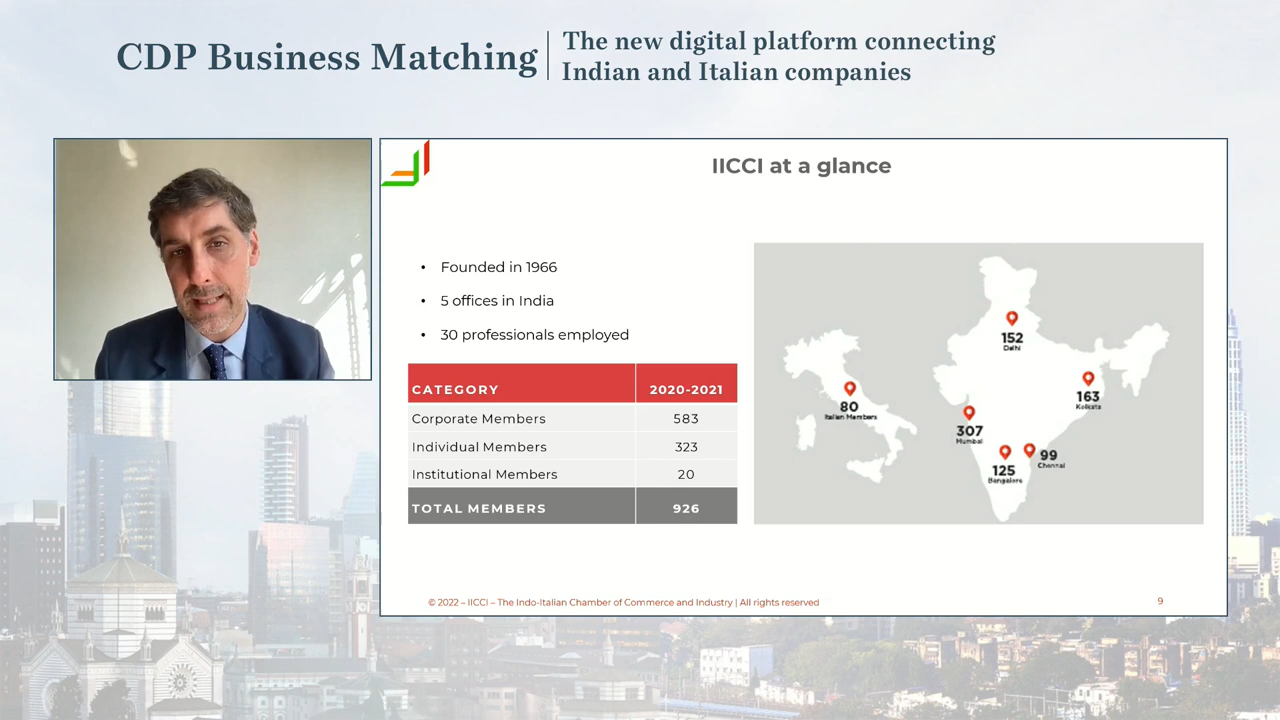 CDP Business Matching
The new digital platform connecting
Indian and Italian companies
IICCI at a glance
• Founded in 1966
• 5 offices in India
• 30 professionals employed
CATEGORY 2020-2021
Corporate Members 583
Individual Members 323
Institutional Members 20
TOTAL MEMBERS 926
152
Delhi
80
Italian Members
163
Kolkata
307
Mumbai
125
Bangalore
99
Chennai
© 2022 – IICCI – The Indo-Italian Chamber of Commerce and Industry | All rights reserved
9